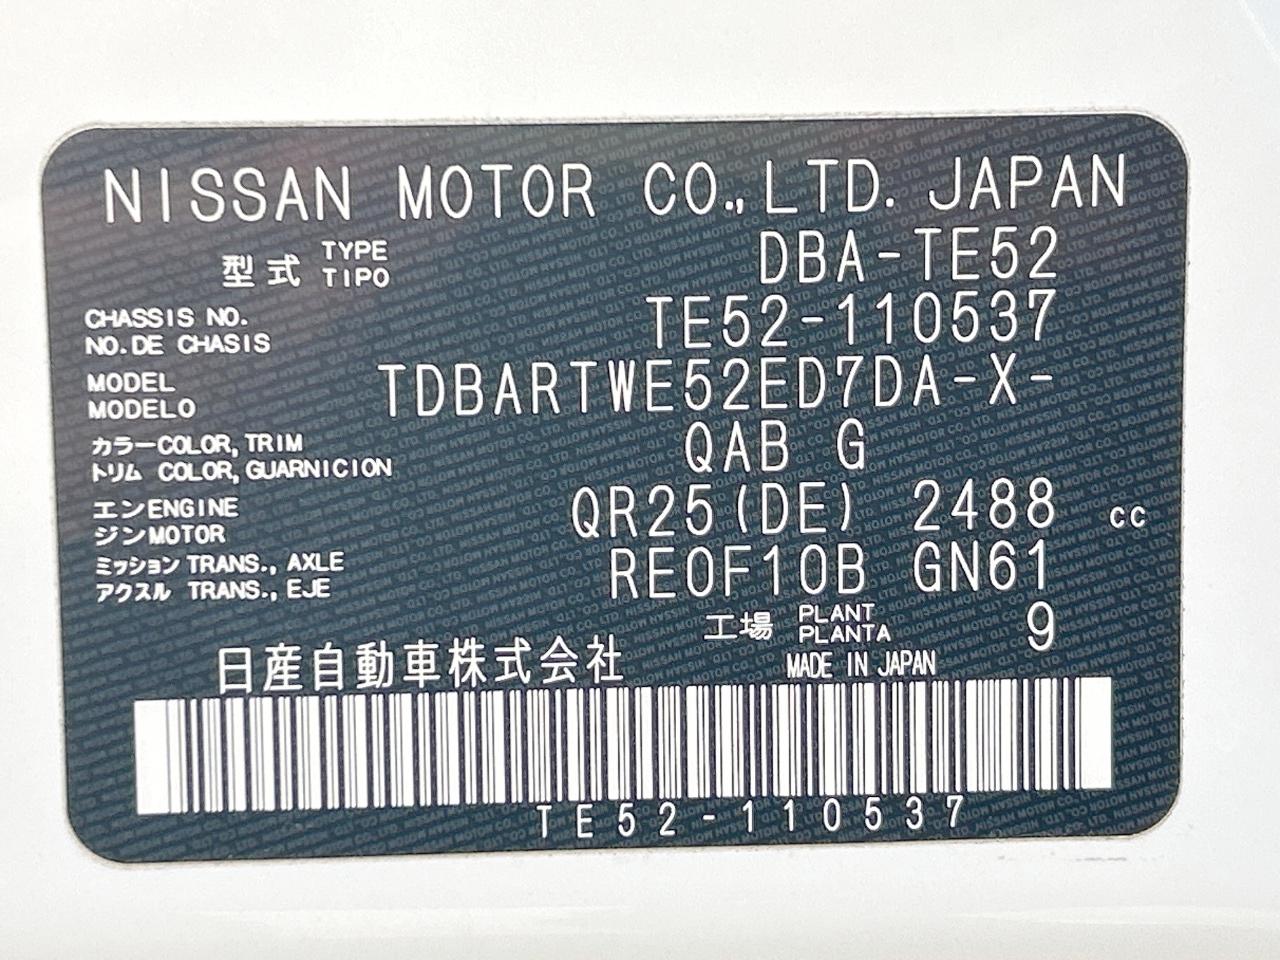 NISSAN MOTOR CO., LTD. JAPAN
型式 TYPE TIPO DBA-TE52
CHASSIS NO. TE52-110537
NO. DE CHASIS
MODEL TDBARTWE52ED7DA-X-
MODELO
カラー COLOR, TRIM QAB G
トリム COLOR, GUARNICION
エン ENGINE QR25(DE) 2488 cc
ジン MOTOR
ミッション TRANS., AXLE RE0F10B GN61
アクスル TRANS., EJE
工場 PLANT PLANTA 9
日産自動車株式会社 MADE IN JAPAN
TE52-110537